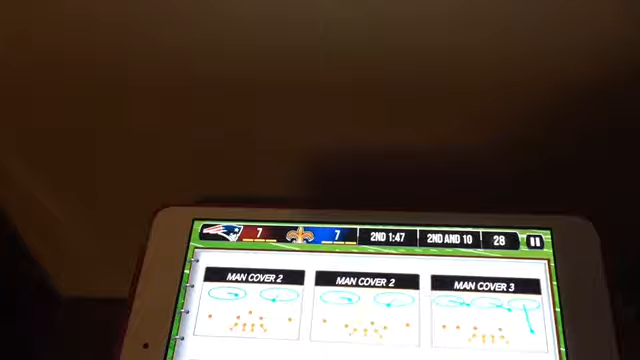 7 7 2ND 1:47 2ND AND 10 28
MAN COVER 2 MAN COVER 2 MAN COVER 3